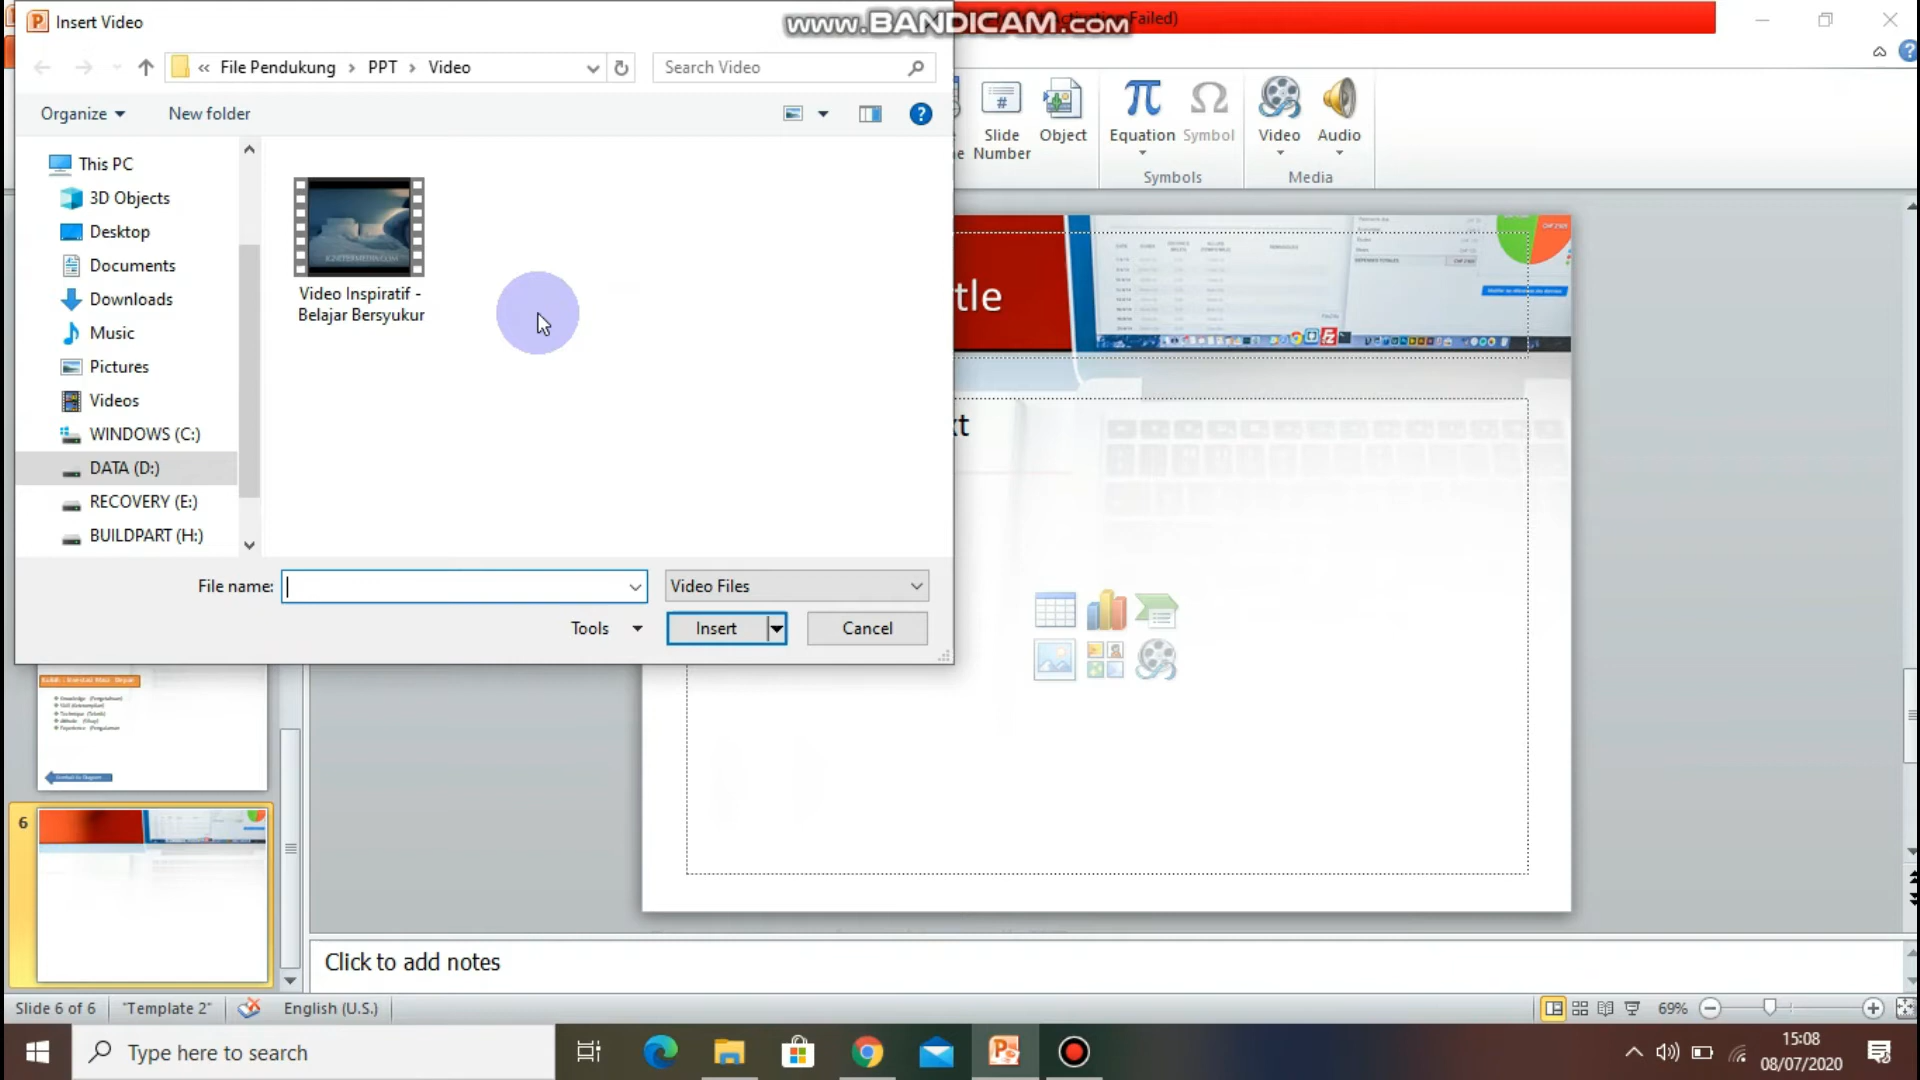 Insert Video
www.BANDICAM.com
Failed)
« File Pendukung > PPT > Video
Search Video
Organize
New folder
This PC
3D Objects
Desktop
Documents
Downloads
Music
Pictures
Videos
WINDOWS (C:)
DATA (D:)
RECOVERY (E:)
BUILDPART (H:)
IGNITERMEDIA.COM
Video Inspiratif -
Belajar Bersyukur
File name:
Video Files
Tools
Insert
Cancel
Slide
Number
Object
Equation
Symbol
Symbols
Video
Audio
Media
tle
xt
6
Click to add notes
Slide 6 of 6
"Template 2"
English (U.S.)
69%
Type here to search
15:08
08/07/2020